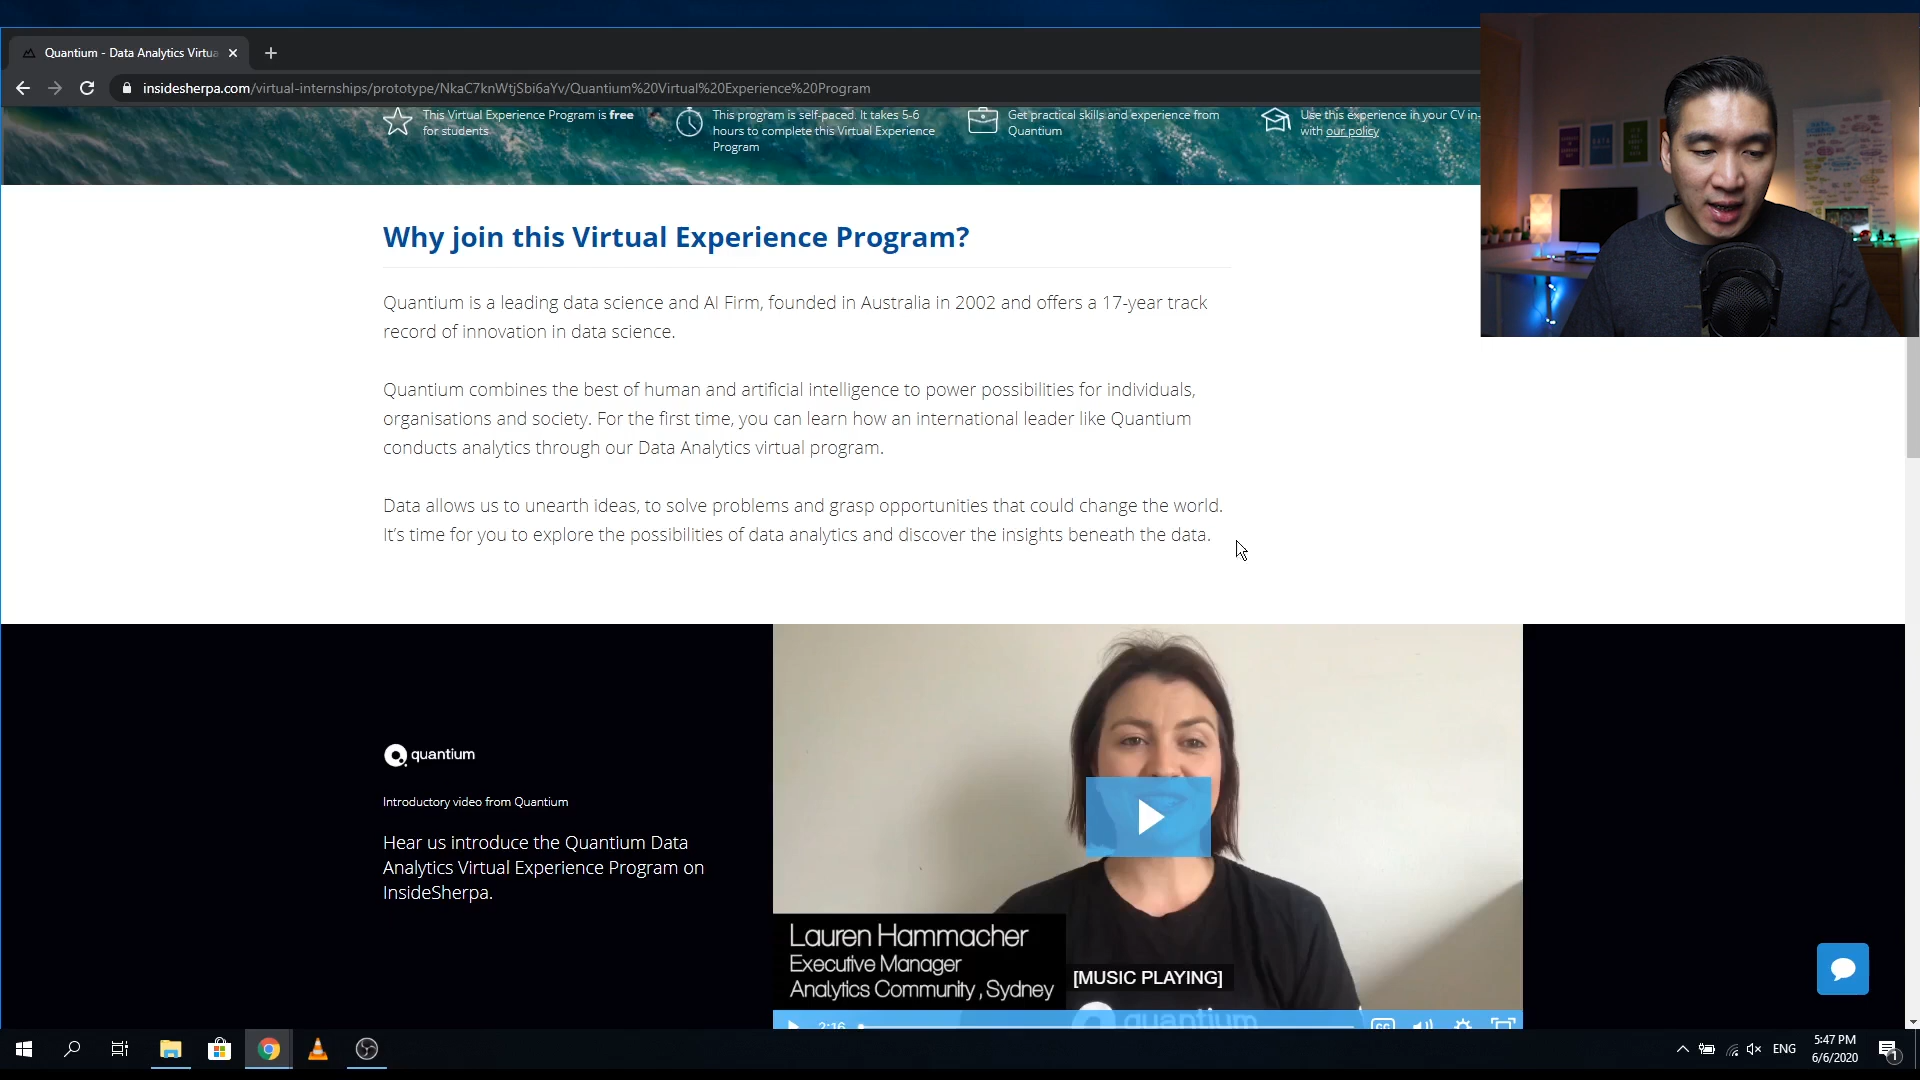 Quantium - Data Analytics Virtua
insidesherpa.com/virtual-internships/prototype/NkaC7knWtjSbi6aYv/Quantium%20Virtual%20Experience%20Program
This Virtual Experience Program is free
for students
This program is self-paced. It takes 5-6
hours to complete this Virtual Experience
Program
Get practical skills and experience from
Quantium
Use this experience in your CV in-
with our policy
Why join this Virtual Experience Program?
Quantium is a leading data science and AI Firm, founded in Australia in 2002 and offers a 17-year track
record of innovation in data science.
Quantium combines the best of human and artificial intelligence to power possibilities for individuals,
organisations and society. For the first time, you can learn how an international leader like Quantium
conducts analytics through our Data Analytics virtual program.
Data allows us to unearth ideas, to solve problems and grasp opportunities that could change the world.
It's time for you to explore the possibilities of data analytics and discover the insights beneath the data.
quantium
Introductory video from Quantium
Hear us introduce the Quantium Data
Analytics Virtual Experience Program on
InsideSherpa.
Lauren Hammacher
Executive Manager
Analytics Community, Sydney
[MUSIC PLAYING]
quantium
2:16
CC
ENG
5:47 PM
6/6/2020
1